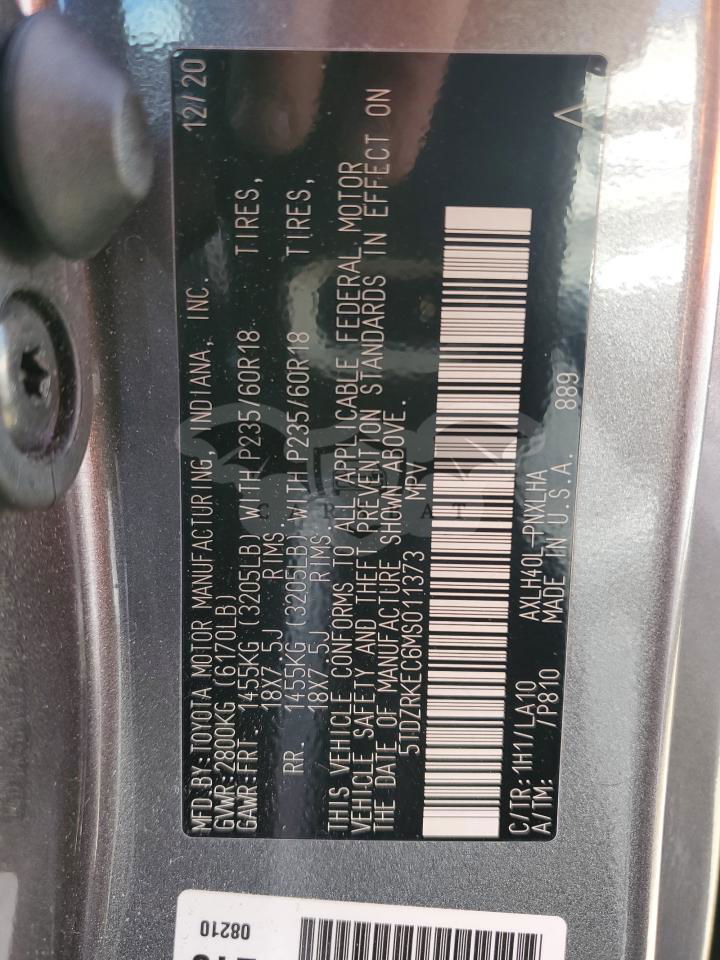 MFD.BY:TOYOTA MOTOR MANUFACTURING, INDIANA, INC. 12/20
GVWR:2800KG (6170LB)
GAWR:FRT. 1455KG (3205LB) WITH P235/60R18 TIRES,
18X7.5J RIMS
RR. 1455KG (3205LB) WITH P235/60R18 TIRES,
18X7.5J RIMS
THIS VEHICLE CONFORMS TO ALL APPLICABLE FEDERAL MOTOR
VEHICLE SAFETY AND THEFT PREVENTION STANDARDS IN EFFECT ON
THE DATE OF MANUFACTURE SHOWN ABOVE.
5TDZRKEC6MS011373 MPV
C/TR:1H1/LA10 AXLH40L-PNXLHA
A/TM: /P810 MADE IN U.S.A. 889
08210